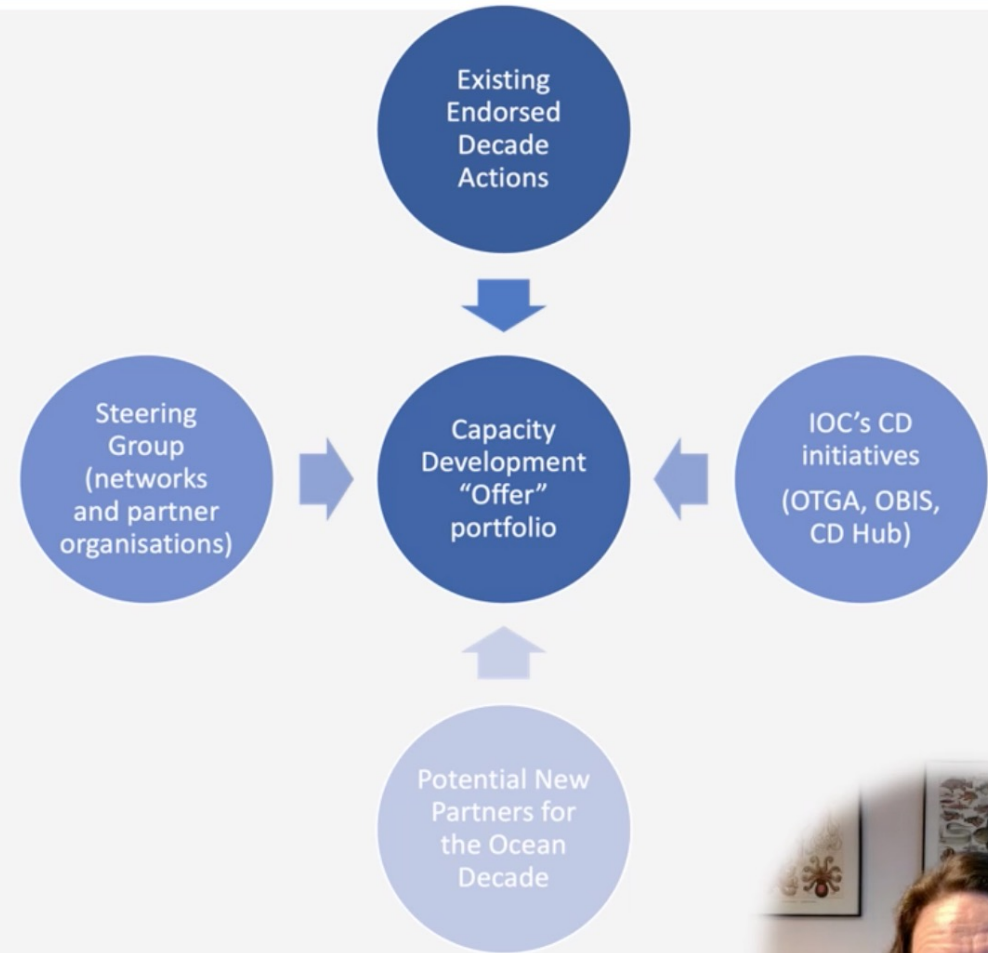 Existing
Endorsed
Decade
Actions
Steering
Group
(networks
and partner
organisations)
Capacity
Development
“Offer”
portfolio
IOC’s CD
initiatives
(OTGA, OBIS,
CD Hub)
Potential New
Partners for
the Ocean
Decade